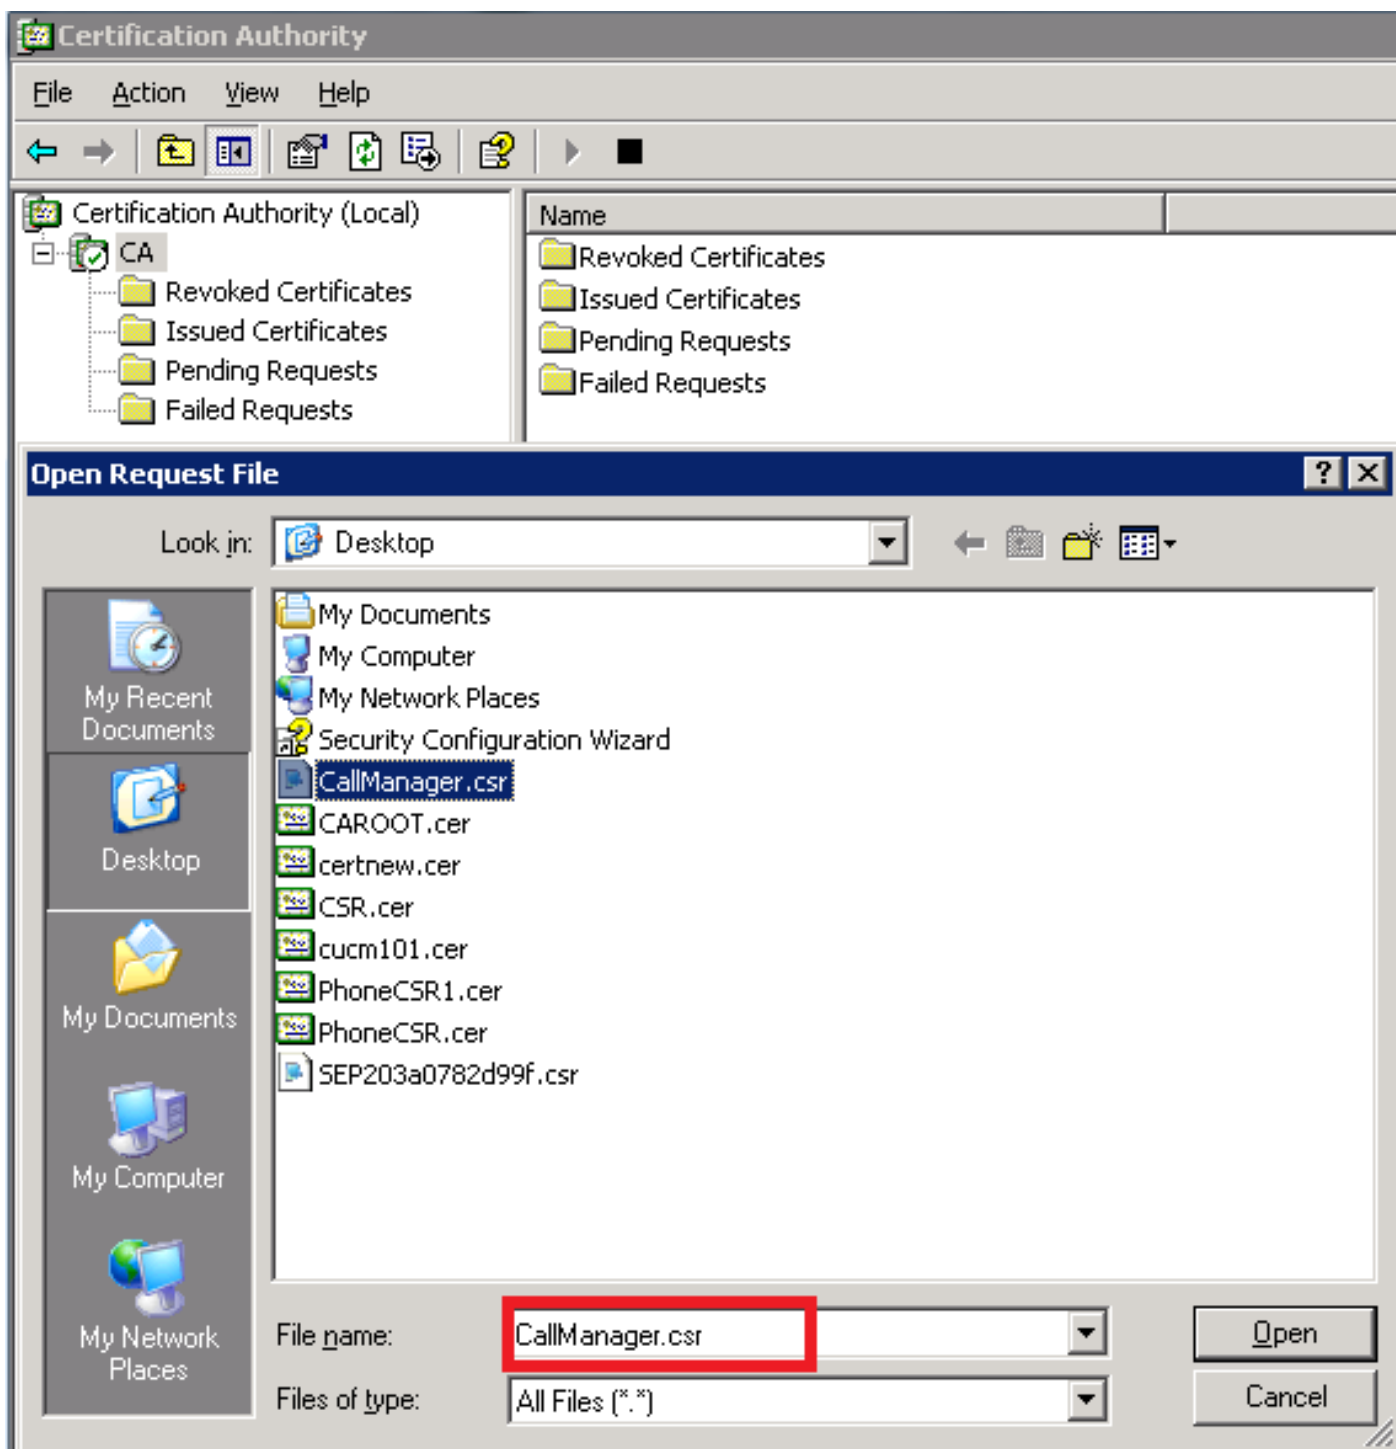 Certification Authority
File Action View Help
Certification Authority (Local)
CA
Revoked Certificates
Issued Certificates
Pending Requests
Failed Requests
Name
Revoked Certificates
Issued Certificates
Pending Requests
Failed Requests
Open Request File
Look in: Desktop
My Recent
Documents
Desktop
My Documents
My Computer
My Network
Places
My Documents
My Computer
My Network Places
Security Configuration Wizard
CallManager.csr
CAROOT.cer
certnew.cer
CSR.cer
cucm101.cer
PhoneCSR1.cer
PhoneCSR.cer
SEP203a0782d99f.csr
File name: CallManager.csr Open
Files of type: All Files (*.*) Cancel